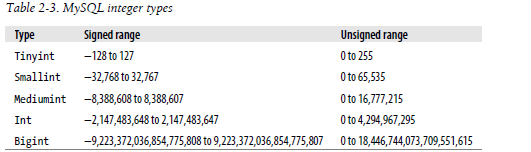 Table 2-3. MySQL integer types
Type Signed range Unsigned range
Tinyint −128 to 127 0 to 255
Smallint −32,768 to 32,767 0 to 65,535
Mediumint −8,388,608 to 8,388,607 0 to 16,777,215
Int −2,147,483,648 to 2,147,483,647 0 to 4,294,967,295
Bigint −9,223,372,036,854,775,808 to 9,223,372,036,854,775,807 0 to 18,446,744,073,709,551,615